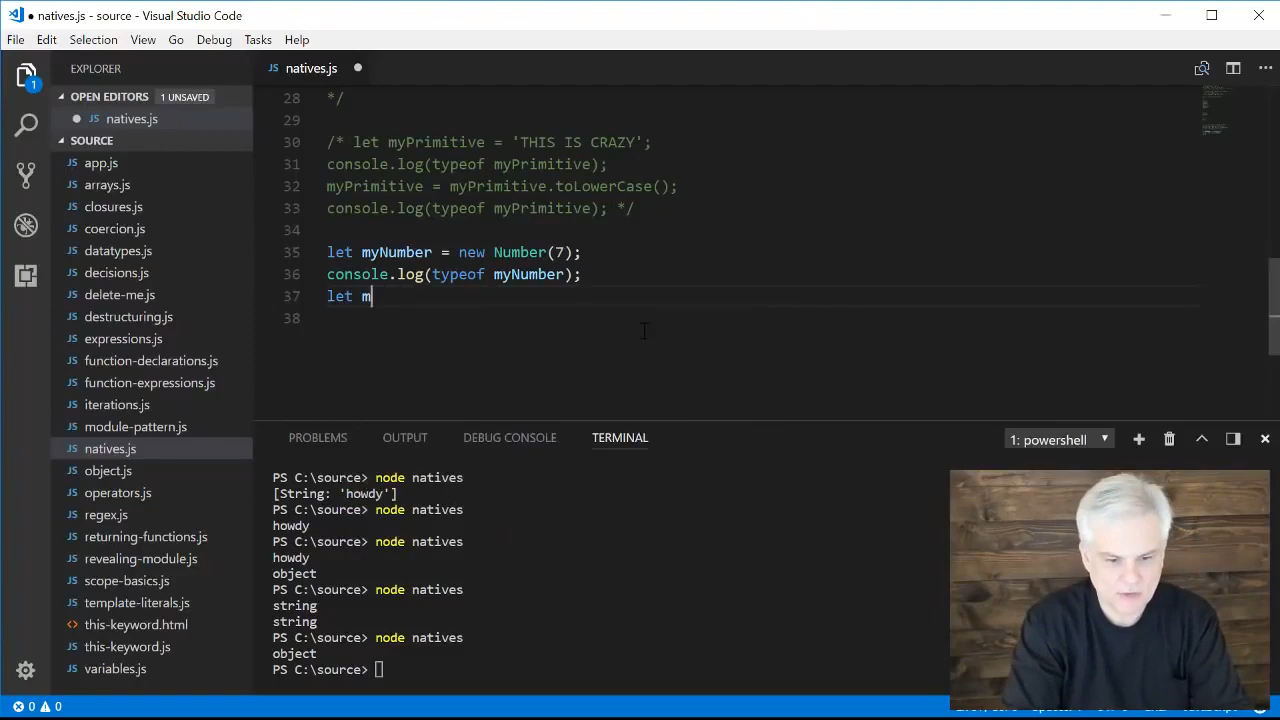 natives.js - source - Visual Studio Code
File Edit Selection View Go Debug Tasks Help
EXPLORER
OPEN EDITORS 1 UNSAVED
natives.js
SOURCE
app.js
arrays.js
closures.js
coercion.js
datatypes.js
decisions.js
delete-me.js
destructuring.js
expressions.js
function-declarations.js
function-expressions.js
iterations.js
module-pattern.js
natives.js
object.js
operators.js
regex.js
returning-functions.js
revealing-module.js
scope-basics.js
template-literals.js
this-keyword.html
this-keyword.js
variables.js
JS natives.js
28 */
29
30 /* let myPrimitive = 'THIS IS CRAZY';
31 console.log(typeof myPrimitive);
32 myPrimitive = myPrimitive.toLowerCase();
33 console.log(typeof myPrimitive); */
34
35 let myNumber = new Number(7);
36 console.log(typeof myNumber);
37 let m
38
PROBLEMS OUTPUT DEBUG CONSOLE TERMINAL 1: powershell
PS C:\source> node natives
[String: 'howdy']
PS C:\source> node natives
howdy
PS C:\source> node natives
howdy
object
PS C:\source> node natives
string
string
PS C:\source> node natives
object
PS C:\source>
0 0